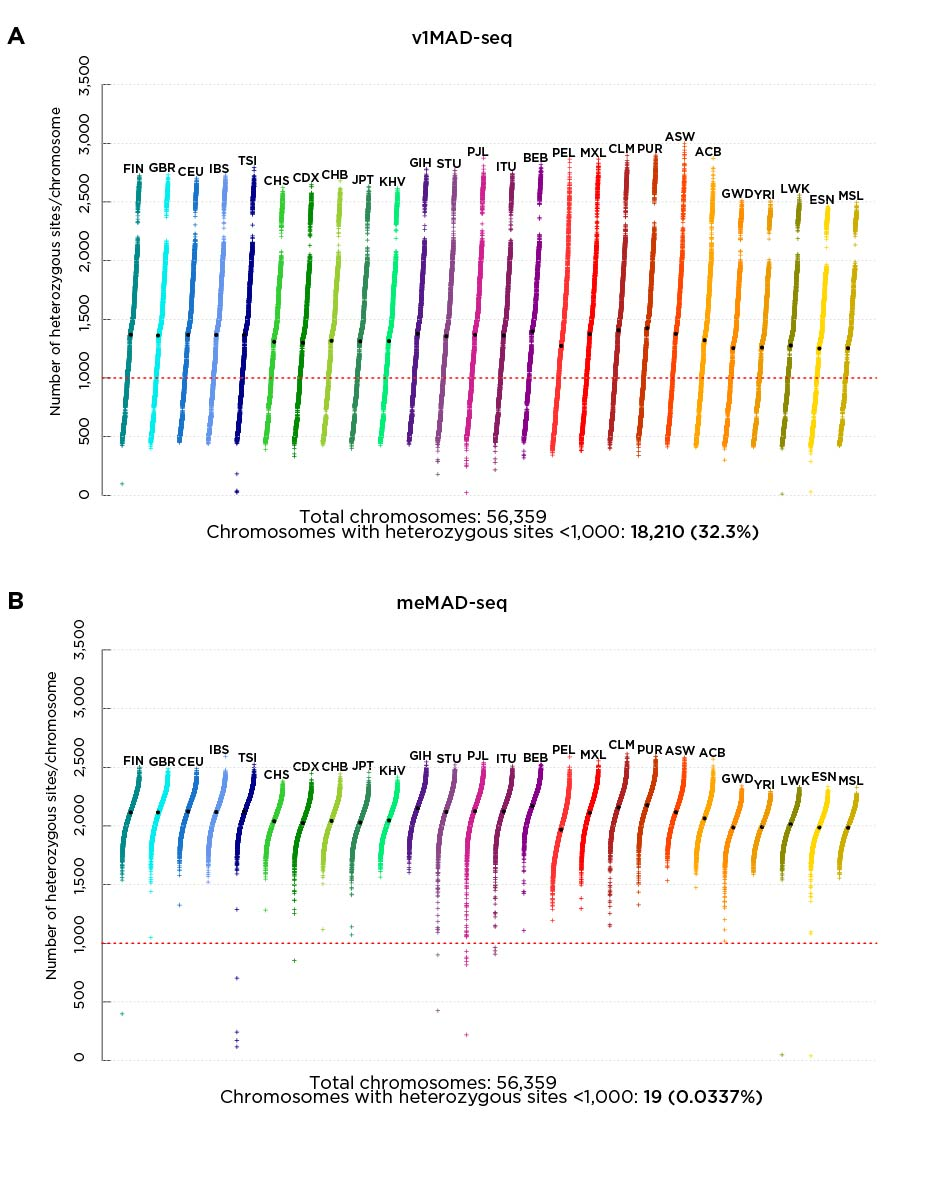 A
v1MAD-seq
Number of heterozygous sites/chromosome
3,500
3,000
2,500
2,000
1,500
1,000
500
0
FIN GBR CEU IBS TSI CHS CDX CHB JPT KHV GIH STU PJL ITU BEB PEL MXL CLM PUR ASW ACB GWD YRI LWK ESN MSL
Total chromosomes: 56,359
Chromosomes with heterozygous sites <1,000: 18,210 (32.3%)
B
meMAD-seq
Number of heterozygous sites/chromosome
3,500
3,000
2,500
2,000
1,500
1,000
500
0
FIN GBR CEU IBS TSI CHS CDX CHB JPT KHV GIH STU PJL ITU BEB PEL MXL CLM PUR ASW ACB GWD YRI LWK ESN MSL
Total chromosomes: 56,359
Chromosomes with heterozygous sites <1,000: 19 (0.0337%)